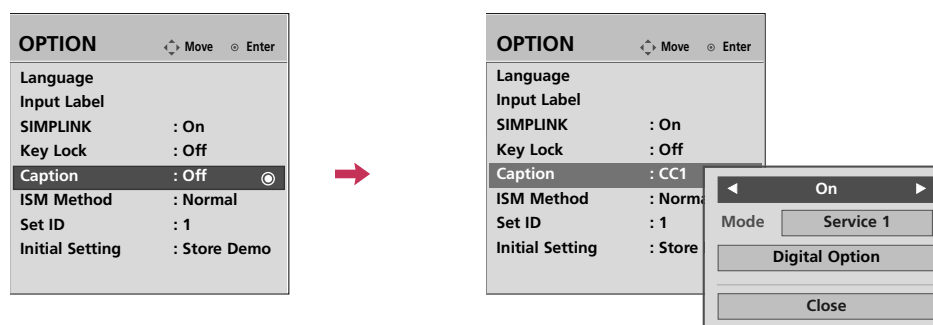 OPTION Move Enter
Language
Input Label
SIMPLINK : On
Key Lock : Off
Caption : Off
ISM Method : Normal
Set ID : 1
Initial Setting : Store Demo
OPTION Move Enter
Language
Input Label
SIMPLINK : On
Key Lock : Off
Caption : CC1
ISM Method : Norma
Set ID : 1
Initial Setting : Store
On
Mode Service 1
Digital Option
Close